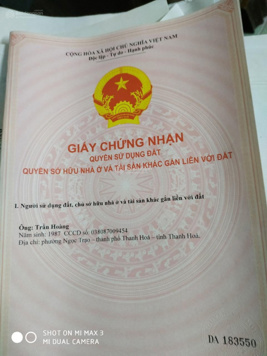 CỘNG HÒA XÃ HỘI CHỦ NGHĨA VIỆT NAM
Độc lập - Tự do - Hạnh phúc
GIẤY CHỨNG NHẬN
QUYỀN SỬ DỤNG ĐẤT
QUYỀN SỞ HỮU NHÀ Ở VÀ TÀI SẢN KHÁC GẮN LIỀN VỚI ĐẤT
I. Người sử dụng đất, chủ sở hữu nhà ở và tài sản khác gắn liền với đất
Ông: Trần Hoàng
Năm sinh: 1987 CCCD số: 038087009454
Địa chỉ: phường Ngọc Trạo - thành phố Thanh Hoá - tỉnh Thanh Hoá.
DA 183550
SHOT ON MI MAX 3
MI DUAL CAMERA